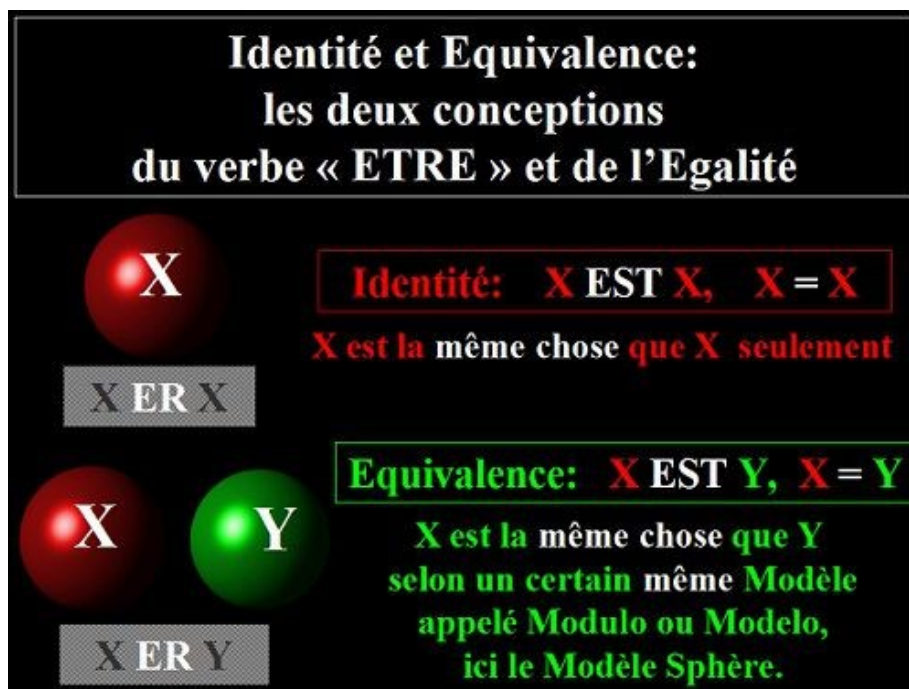 Identité et Equivalence:
les deux conceptions
du verbe « ETRE » et de l'Egalité
X
Identité: X EST X, X = X
X est la même chose que X seulement
X ER X
X Y
Equivalence: X EST Y, X = Y
X est la même chose que Y
selon un certain même Modèle
appelé Modulo ou Modelo,
ici le Modèle Sphère.
X ER Y